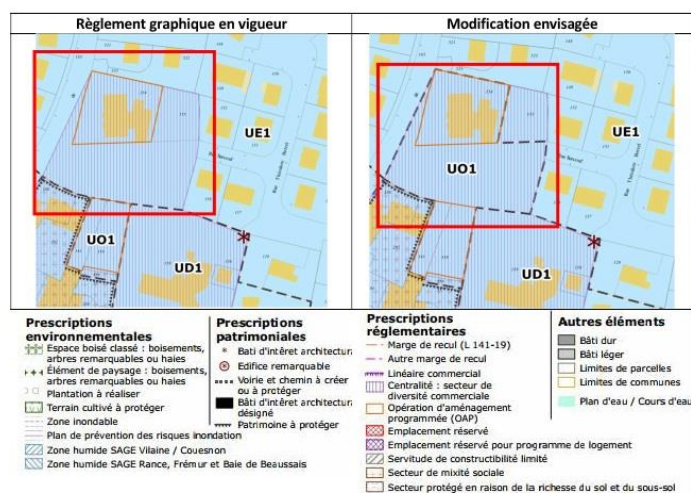 Règlement graphique en vigueur
Modification envisagée
UE1
UO1
UD1
UE1
UO1
UD1
Prescriptions environnementales
Espace boisé classé : boisements,
arbres remarquables ou haies
Élément de paysage : boisements,
arbres remarquables ou haies
Plantation à réaliser
Terrain cultivé à protéger
Zone inondable
Plan de prévention des risques inondation
Zone humide SAGE Vilaine / Couesnon
Zone humide SAGE Rance, Frémur et Baie de Beaussais
Prescriptions patrimoniales
Bati d'intéret architectura
Edifice remarquable
Voirie et chemin à créer
ou à protéger
Bâti d'intérêt architectura
désigné
Patrimoine à protéger
Prescriptions réglementaires
Marge de recul (L 141-19)
Autre marge de recul
Linéaire commercial
Centralité : secteur de
diversité commerciale
Opération d'aménagement
programmée (OAP)
Emplacement réservé
Emplacement réservé pour programme de logement
Servitude de constructibilité limité
Secteur de mixité sociale
Secteur protégé en raison de la richesse du sol et du sous-sol
Autres éléments
Bâti dur
Bâti léger
Limites de parcelles
Limites de communes
Plan d'eau / Cours d'eau